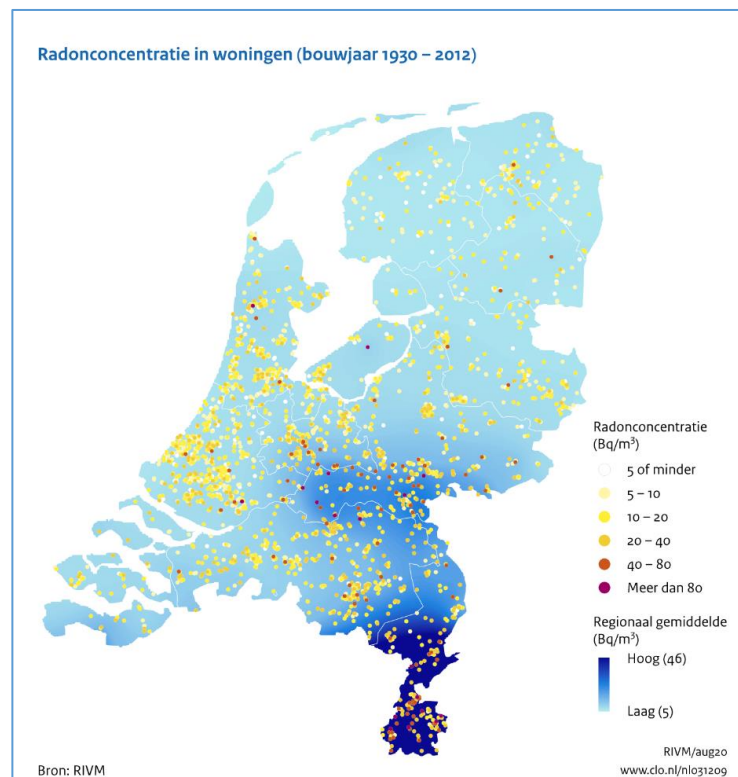 Radonconcentratie in woningen (bouwjaar 1930 – 2012)
Radonconcentratie
(Bq/m³)
5 of minder
5 – 10
10 – 20
20 – 40
40 – 80
Meer dan 80
Regionaal gemiddelde
(Bq/m³)
Hoog (46)
Laag (5)
RIVM/aug20
Bron: RIVM
www.clo.nl/nl031209